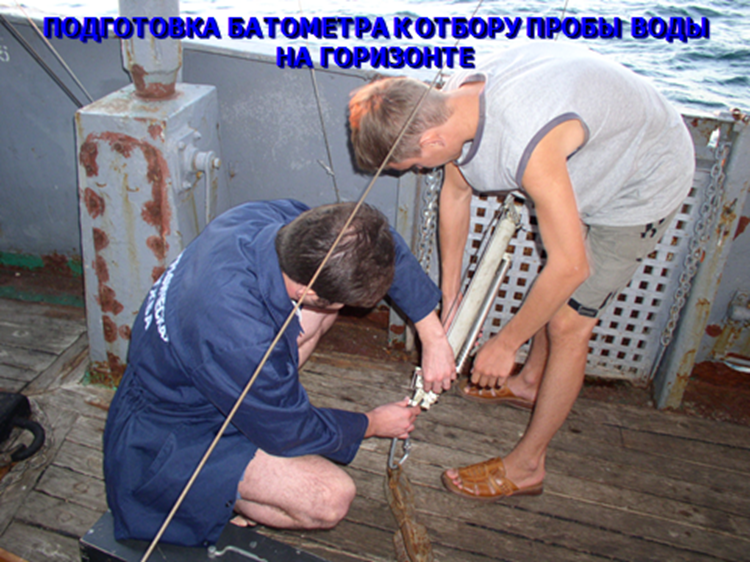 ПОДГОТОВКА БАТОМЕТРА К ОТБОРУ ПРОБЫ ВОДЫ
НА ГОРИЗОНТЕ